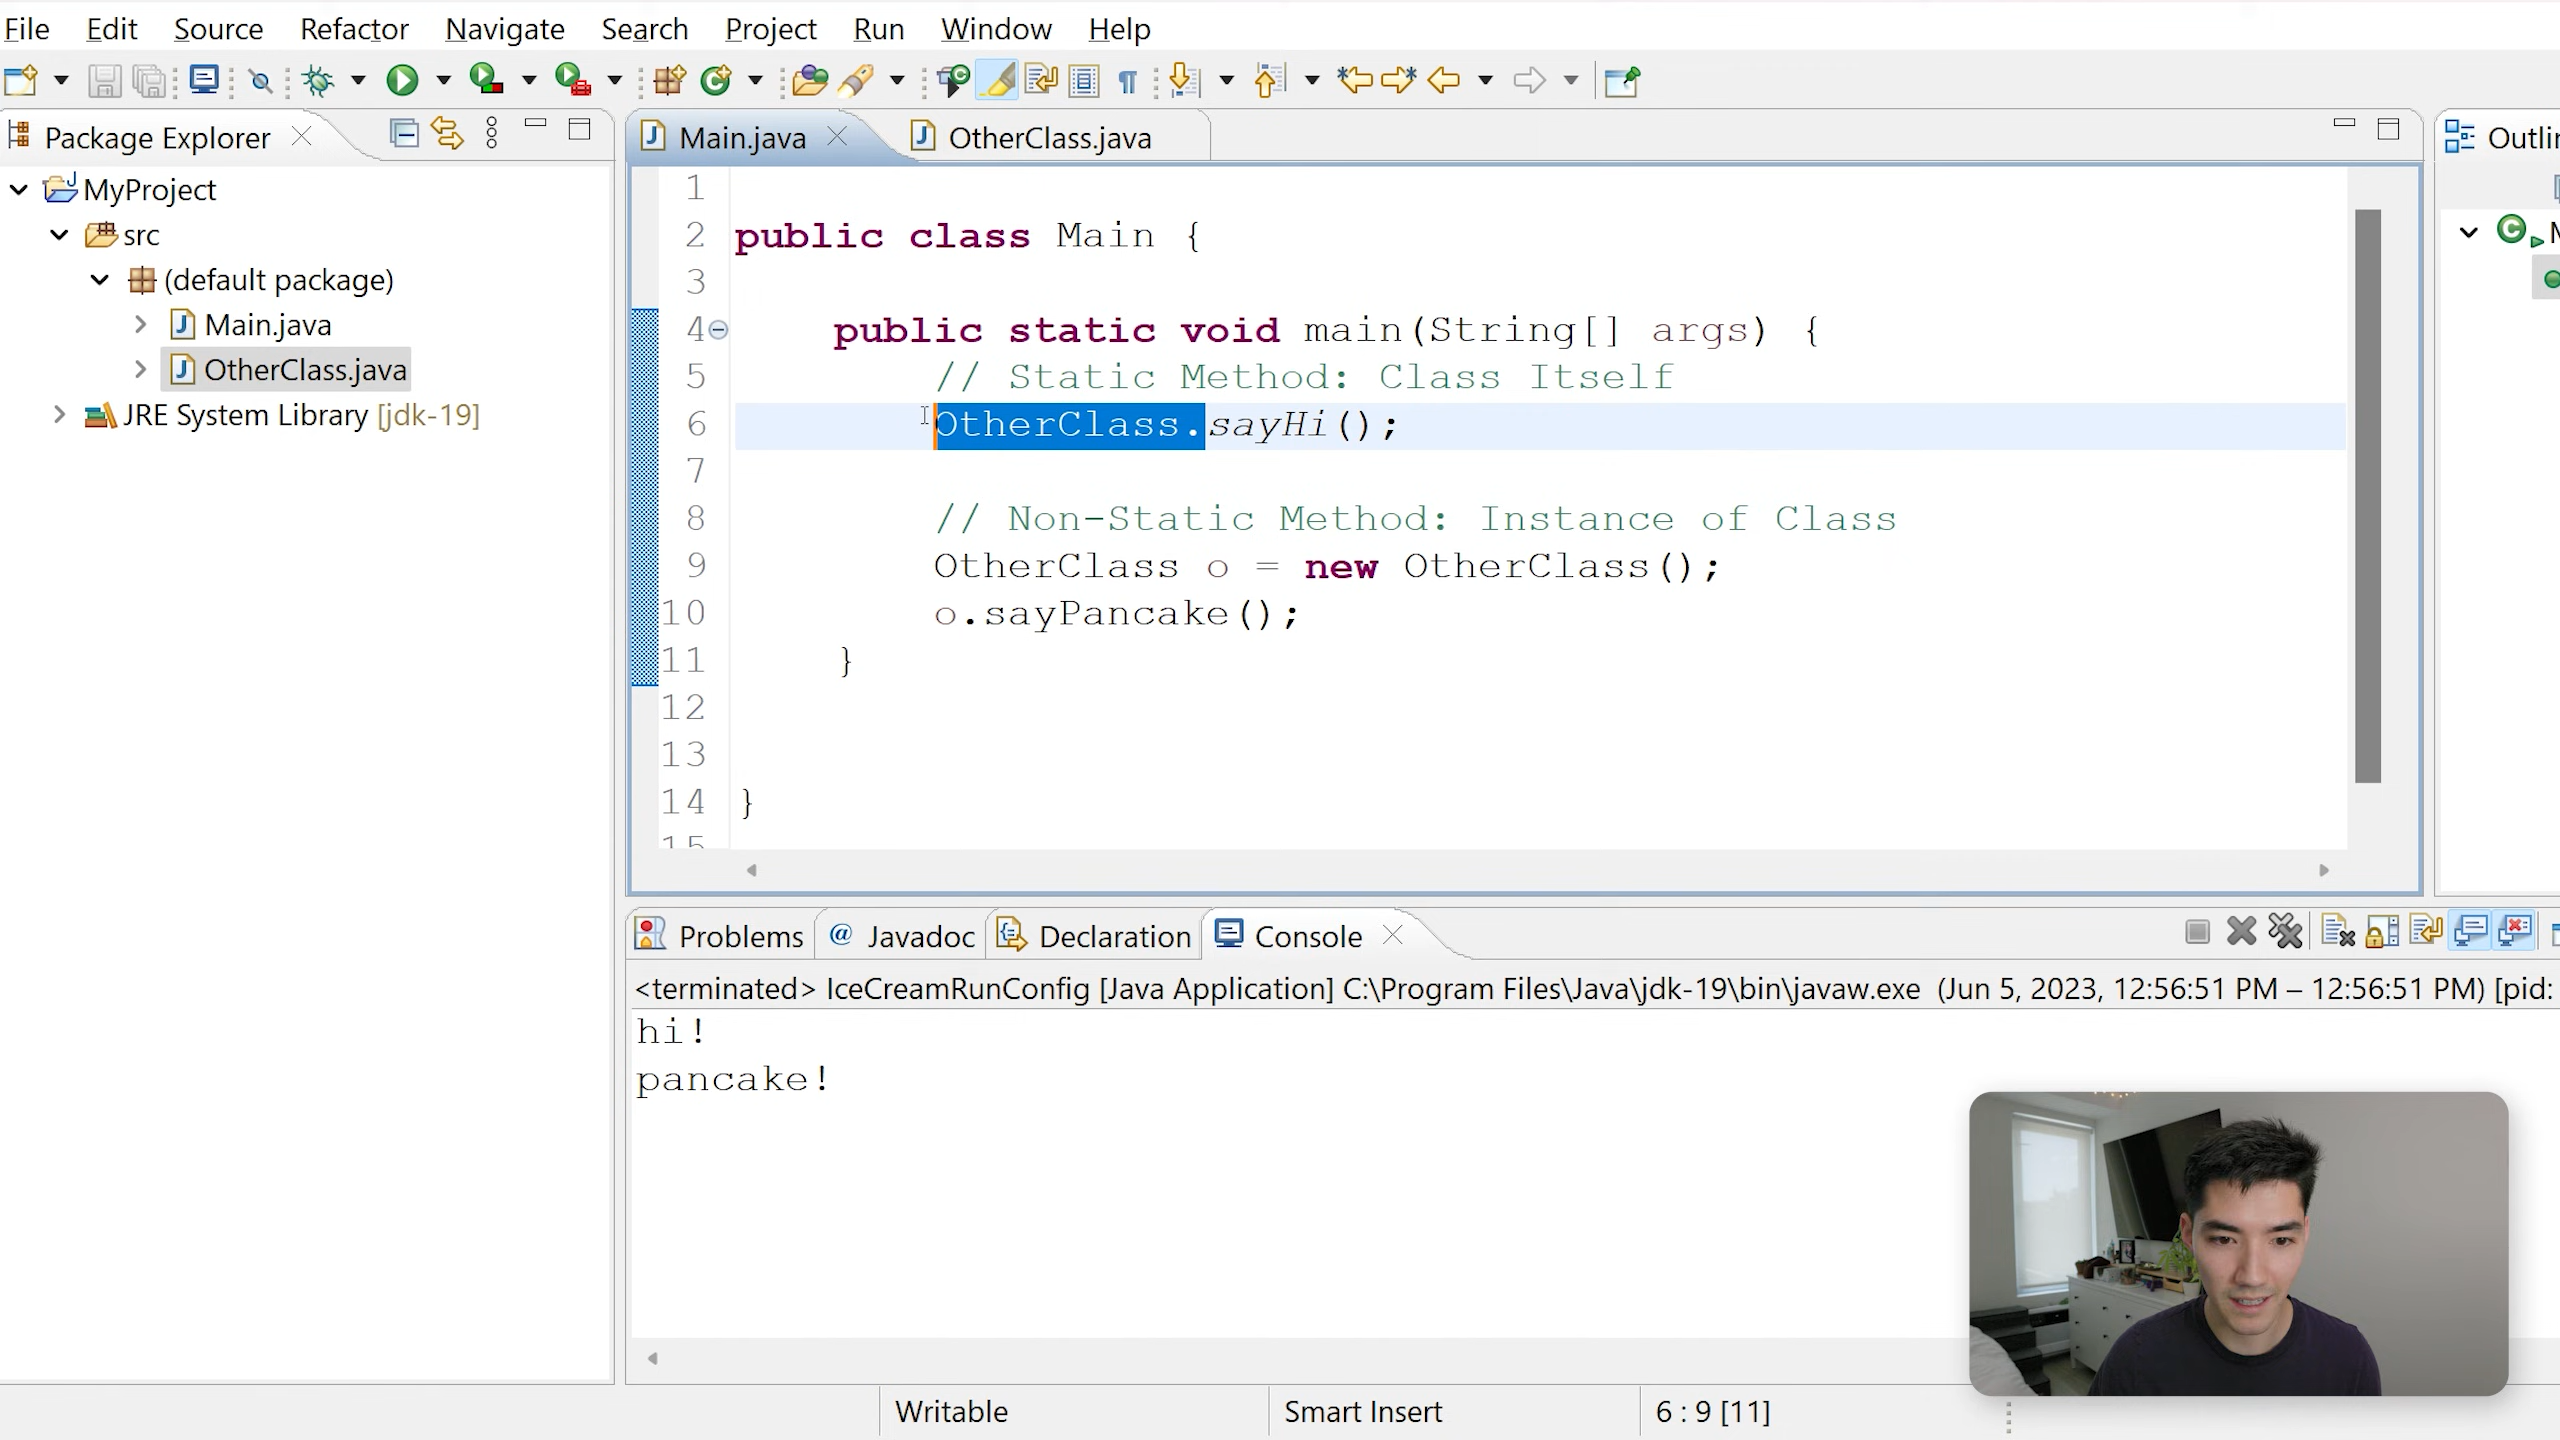 File Edit Source Refactor Navigate Search Project Run Window Help
Package Explorer
MyProject
src
(default package)
Main.java
OtherClass.java
JRE System Library [jdk-19]
Main.java
OtherClass.java
1
2 public class Main {
3
4 public static void main(String[] args) {
5 // Static Method: Class Itself
6 OtherClass.sayHi();
7
8 // Non-Static Method: Instance of Class
9 OtherClass o = new OtherClass();
10 o.sayPancake();
11 }
12
13
14 }
15
Outlin
Problems @ Javadoc Declaration Console
<terminated> IceCreamRunConfig [Java Application] C:\Program Files\Java\jdk-19\bin\javaw.exe (Jun 5, 2023, 12:56:51 PM – 12:56:51 PM) [pid:
hi!
pancake!
Writable Smart Insert 6 : 9 [11]